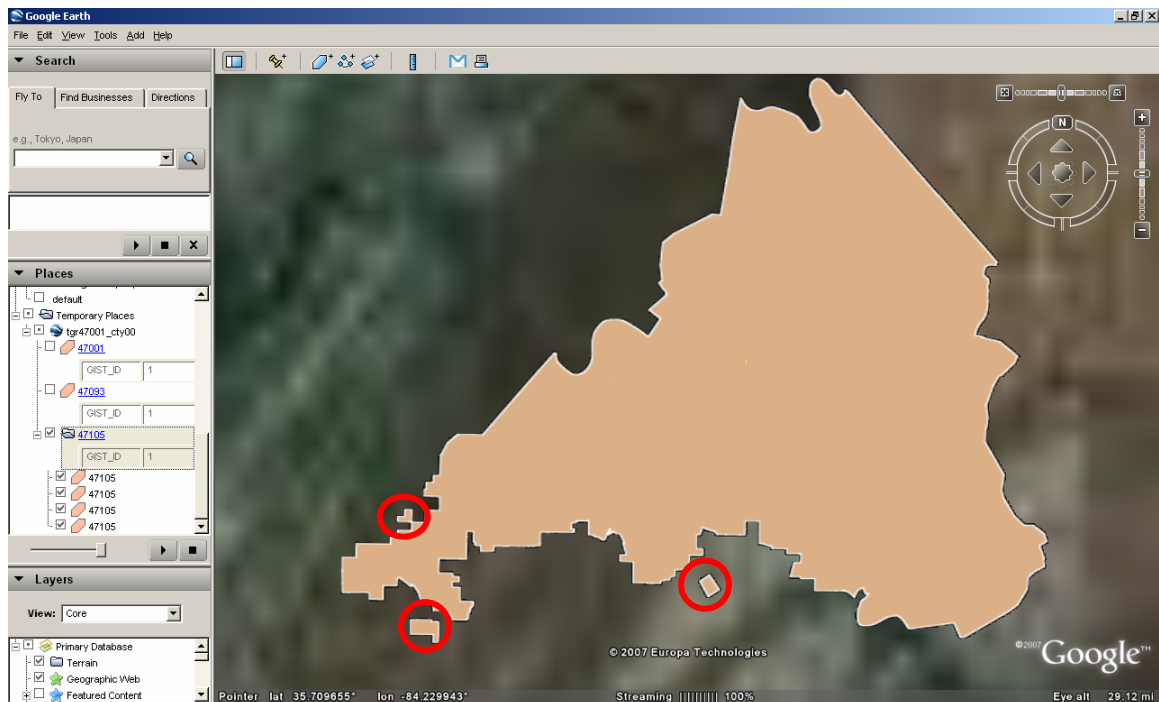 Google Earth
File Edit View Tools Add Help
Search
Fly To Find Businesses Directions
e.g., Tokyo, Japan
Places
default
Temporary Places
tgr47001_cty00
47001
GIST_ID 1
47093
GIST_ID 1
47105
GIST_ID 1
47105
47105
47105
47105
Layers
View: Core
Primary Database
Terrain
Geographic Web
Featured Content
N
© 2007 Europa Technologies
©2007 Google™
Pointer lat 35.709655° lon -84.229943° Streaming ||||||||| 100% Eye alt 29.12 mi